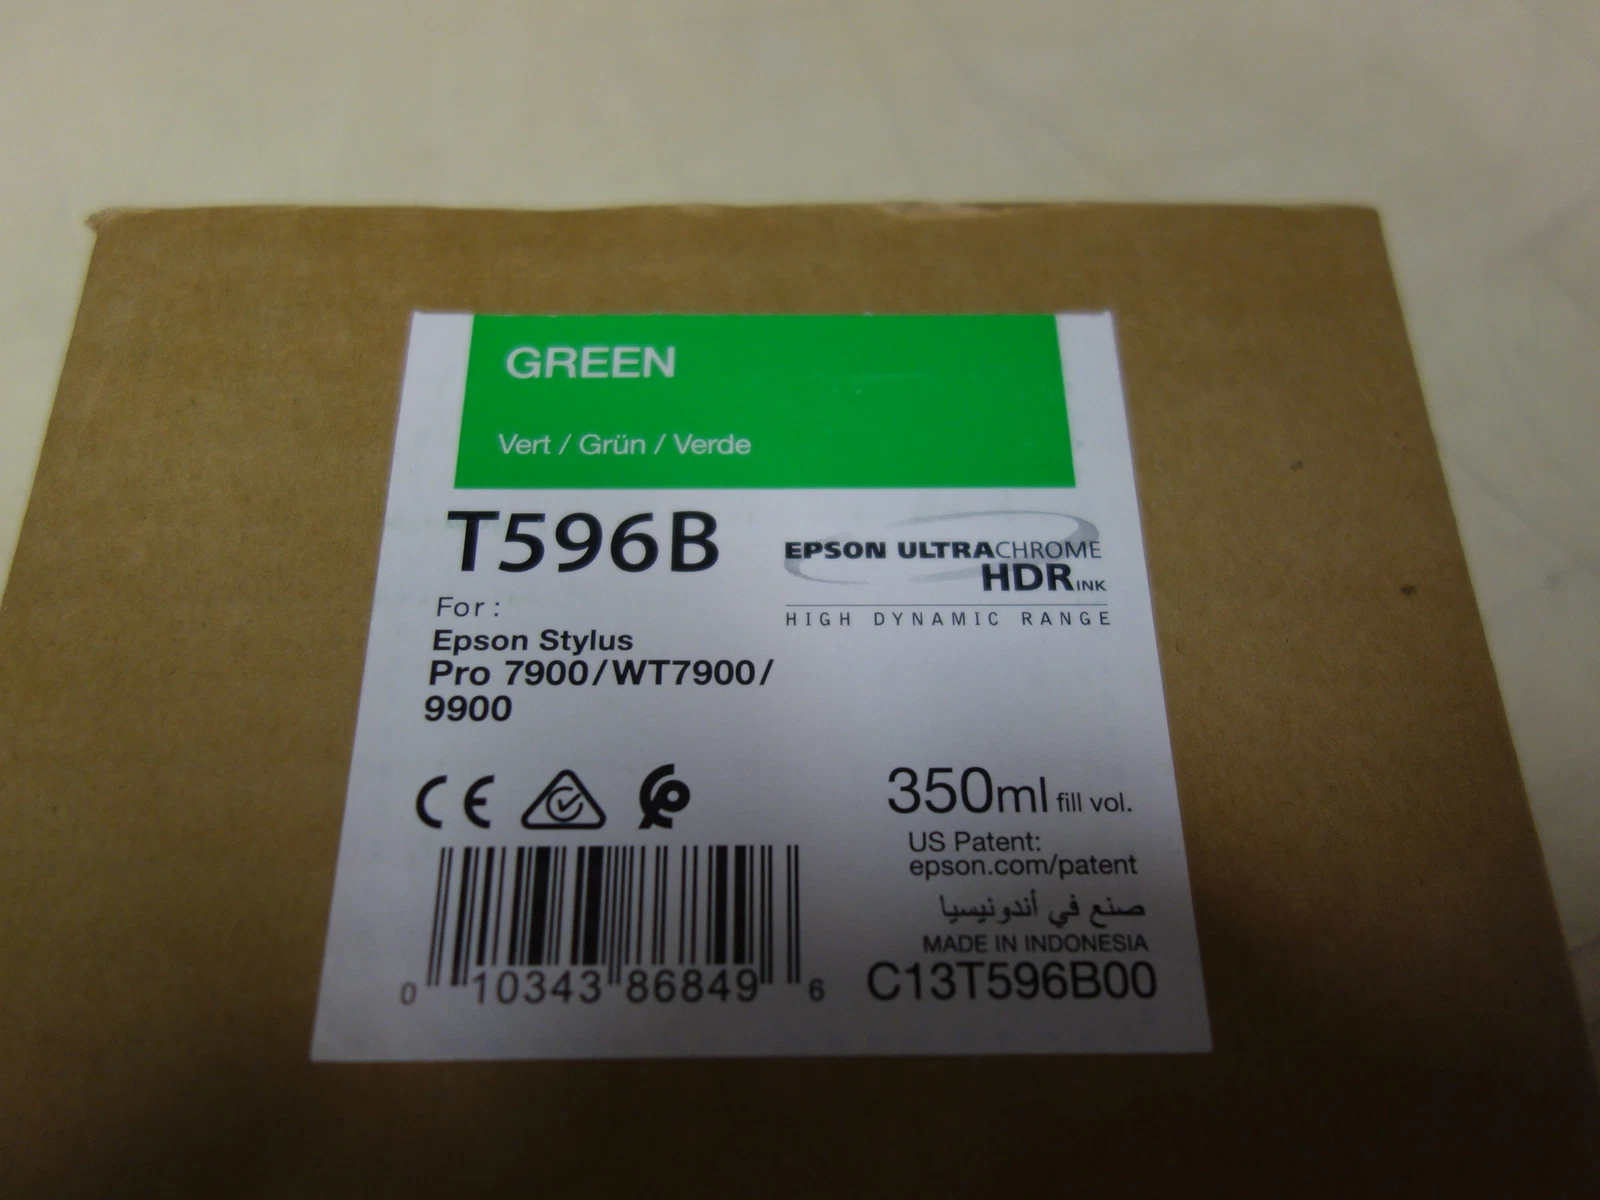 GREEN
Vert / Grün / Verde
T596B
EPSON ULTRACHROME
HDR INK
HIGH DYNAMIC RANGE
For :
Epson Stylus
Pro 7900/WT7900/
9900
CE
350ml fill vol.
US Patent:
epson.com/patent
صنع في أندونيسيا
MADE IN INDONESIA
0 10343 86849 6
C13T596B00